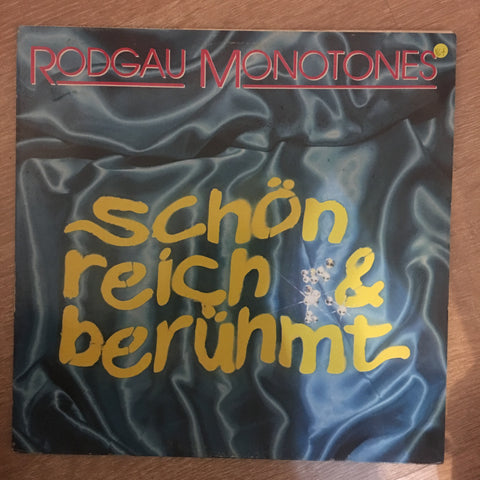 RODGAU MONOTONES
schön
reich &
berühmt